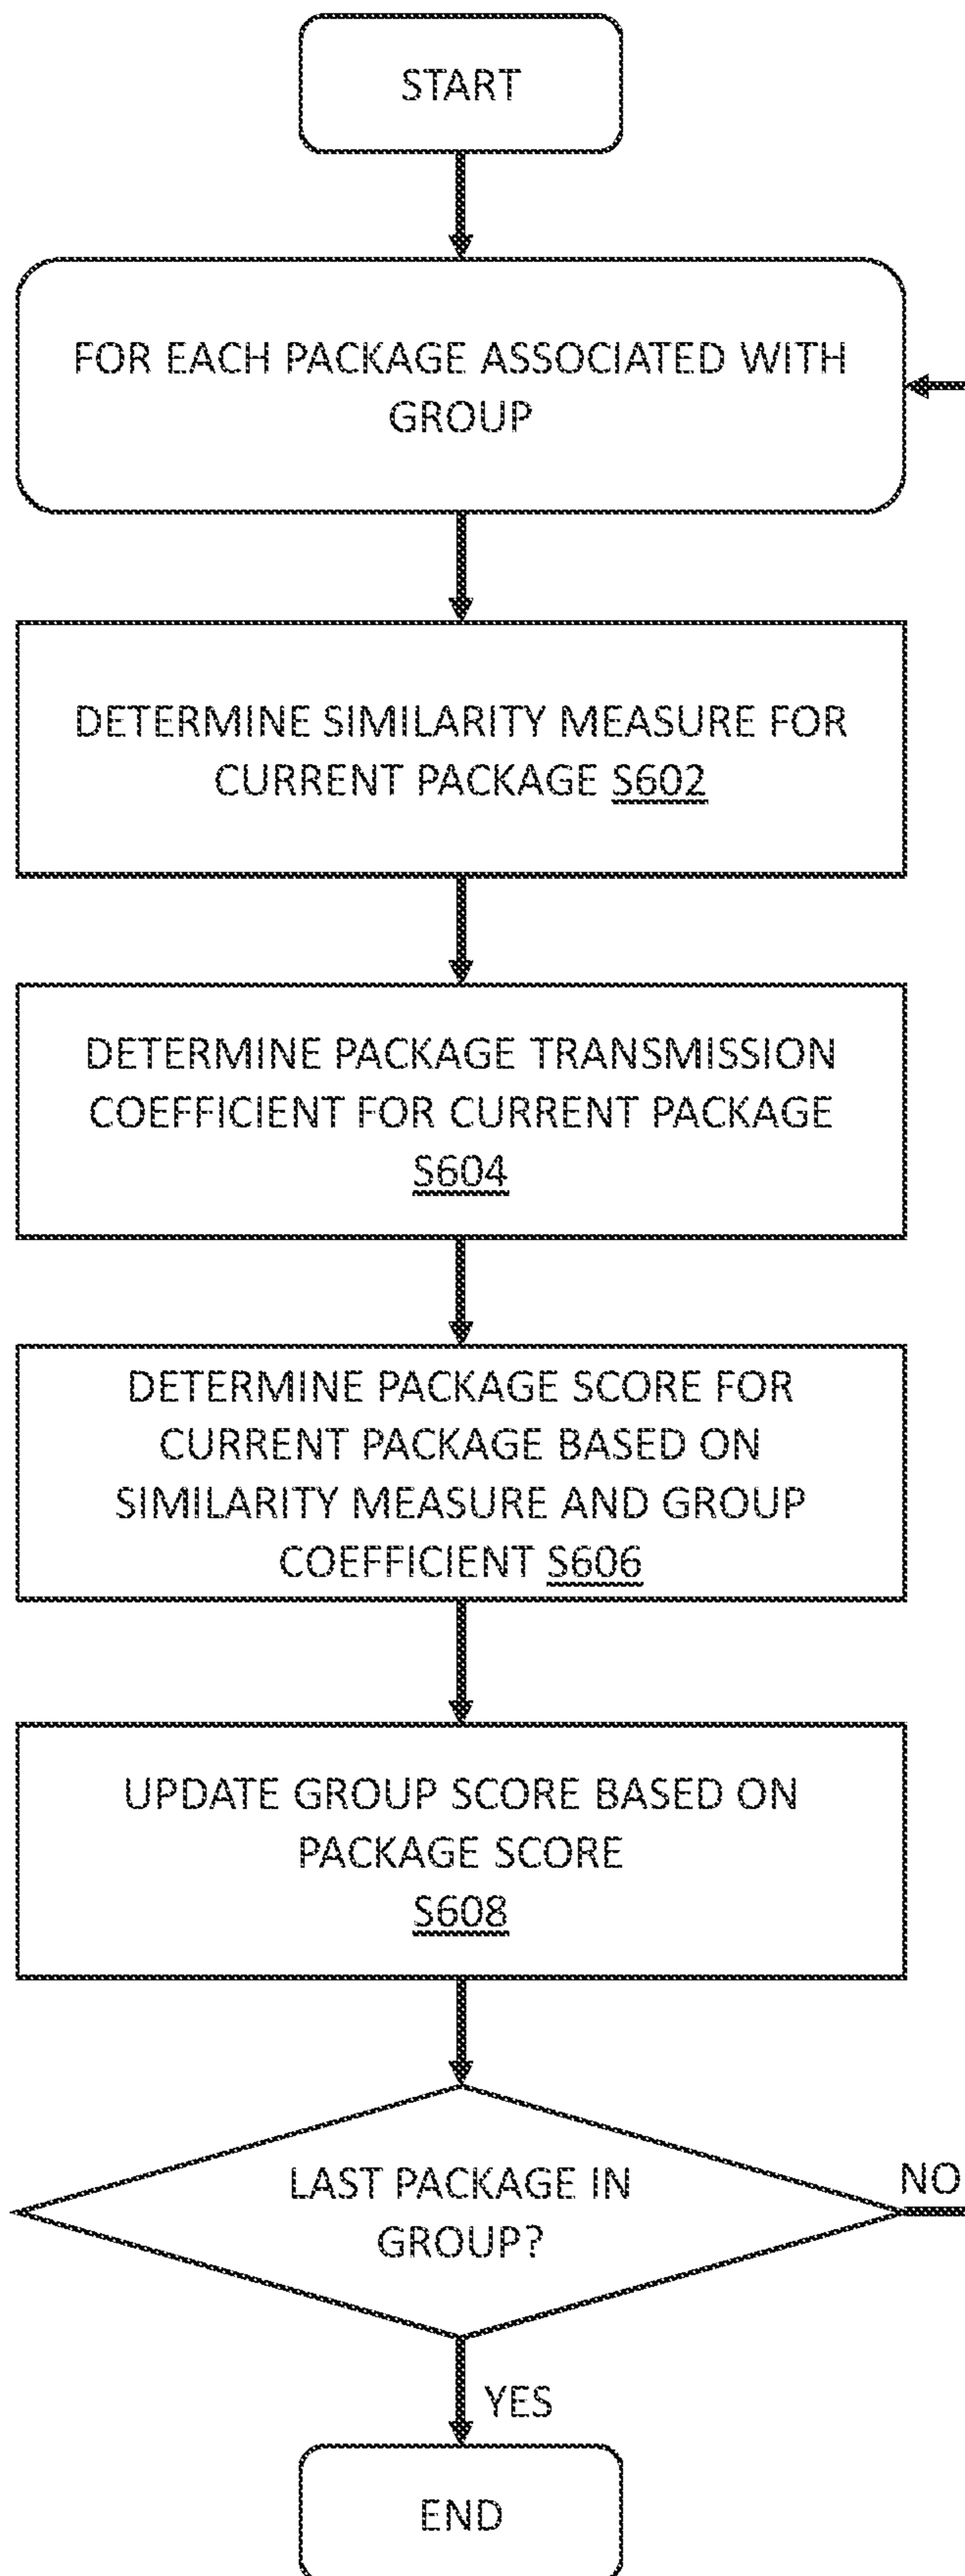 START
FOR EACH PACKAGE ASSOCIATED WITH
GROUP
DETERMINE SIMILARITY MEASURE FOR
CURRENT PACKAGE S602
DETERMINE PACKAGE TRANSMISSION
COEFFICIENT FOR CURRENT PACKAGE
S604
DETERMINE PACKAGE SCORE FOR
CURRENT PACKAGE BASED ON
SIMILARITY MEASURE AND GROUP
COEFFICIENT S606
UPDATE GROUP SCORE BASED ON
PACKAGE SCORE
S608
LAST PACKAGE IN
GROUP?
NO
YES
END